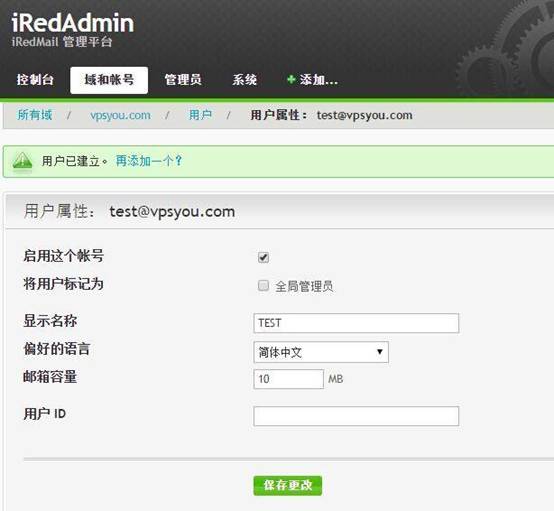 iRedAdmin
iRedMail 管理平台
控制台 域和帐号 管理员 系统 添加...
所有域 / vpsyou.com / 用户 / 用户属性： test@vpsyou.com
用户已建立。 再添加一个？
用户属性： test@vpsyou.com
启用这个帐号
将用户标记为 全局管理员
显示名称 TEST
偏好的语言 简体中文
邮箱容量 10 MB
用户 ID
保存更改